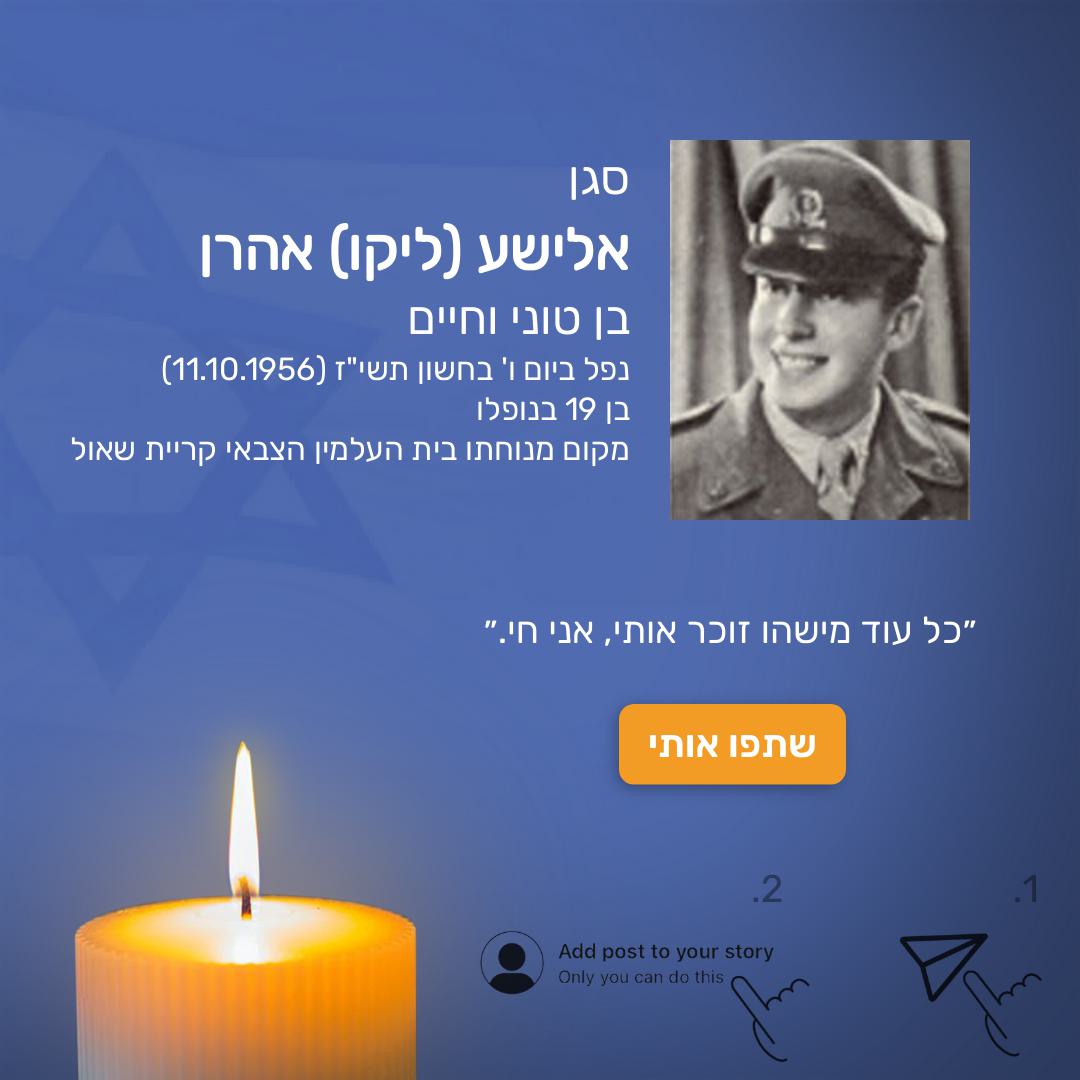 סגן
אלישע (ליקו) אהרן
בן טוני וחיים
נפל ביום ו' בחשון תשי"ז (11.10.1956)
בן 19 בנופלו
מקום מנוחתו בית העלמין הצבאי קריית שאול
״כל עוד מישהו זוכר אותי, אני חי.״
שתפו אותי
1.
2.
Add post to your story
Only you can do this